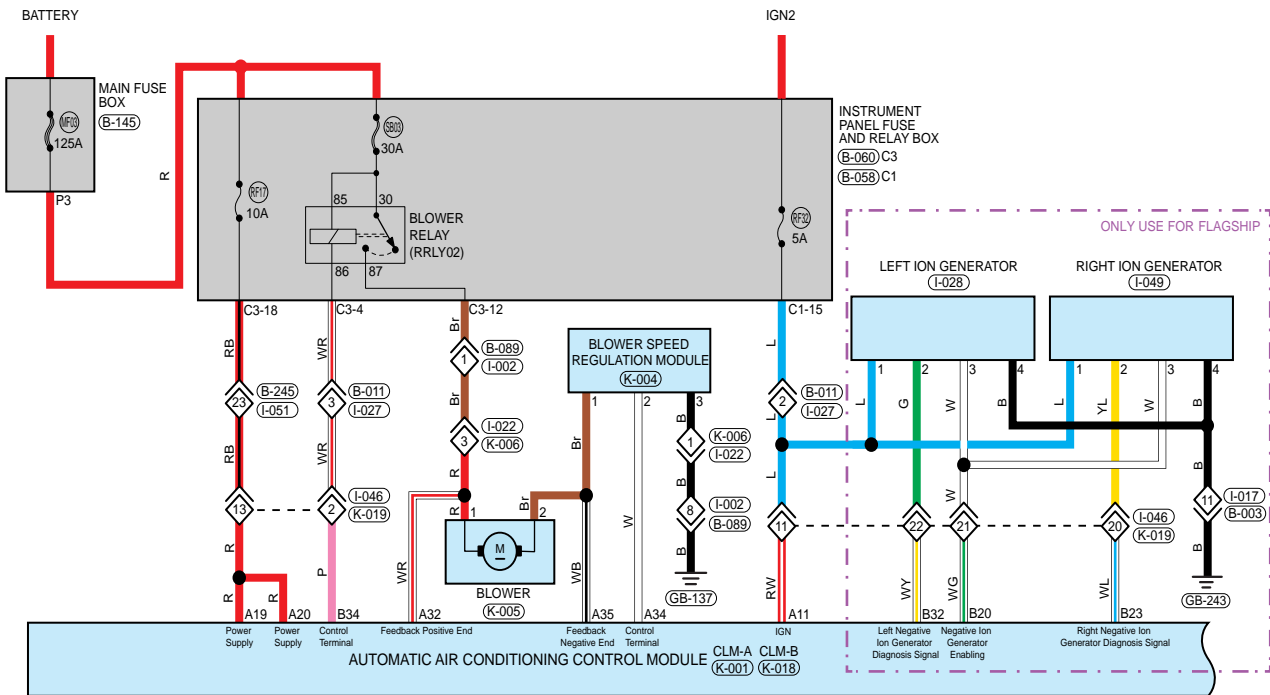 BATTERY
IGN2
MAIN FUSE
BOX
B-145
MF03
125A
P3
R
SB03
30A
RF17
10A
85
30
BLOWER
RELAY
(RRLY02)
86
87
RF32
5A
INSTRUMENT
PANEL FUSE
AND RELAY BOX
B-060 C3
B-058 C1
ONLY USE FOR FLAGSHIP
LEFT ION GENERATOR
I-028
RIGHT ION GENERATOR
I-049
C3-18
C3-4
C3-12
C1-15
RB
WR
Br
L
BLOWER SPEED
REGULATION MODULE
K-004
1
2
3
1
2
3
4
1
2
3
4
23
B-245
I-051
3
B-011
I-027
1
B-089
I-002
2
B-011
I-027
RB
WR
Br
Br
W
B
B
L
L
L
G
W
B
L
YL
W
B
3
I-022
K-006
1
K-006
I-022
R
W
B
B
13
2
I-046
K-019
8
I-002
B-089
B
11
22
21
20
I-046
K-019
11
I-017
B-003
B
R
R
P
WR
R
1
Br
2
M
BLOWER
K-005
WB
GB-137
RW
WY
WG
WL
GB-243
A19
A20
B34
A32
A35
A34
A11
B32
B20
B23
Power
Supply
Power
Supply
Control
Terminal
Feedback Positive End
Feedback
Negative End
Control
Terminal
IGN
Left Negative
Ion Generator
Diagnosis Signal
Negative Ion
Generator
Enabling
Right Negative Ion
Generator Diagnosis Signal
AUTOMATIC AIR CONDITIONING CONTROL MODULE
CLM-A
K-001
CLM-B
K-018